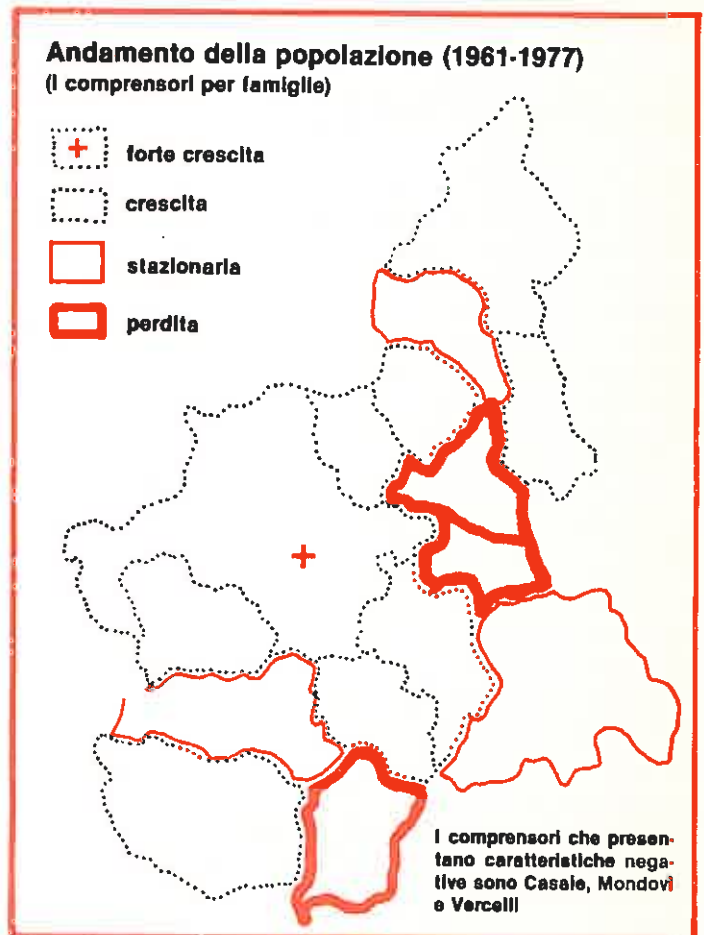 Andamento della popolazione (1961-1977)
(I comprensori per famiglie)
forte crescita
crescita
stazionaria
perdita
I comprensori che presen-
tano caratteristiche nega-
tive sono Casale, Mondovì
e Vercelli